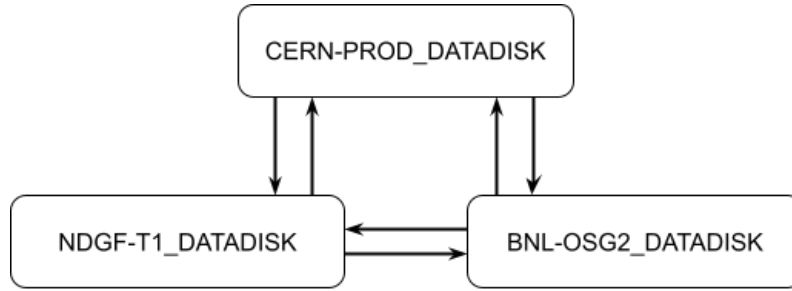 CERN-PROD_DATADISK
NDGF-T1_DATADISK
BNL-OSG2_DATADISK